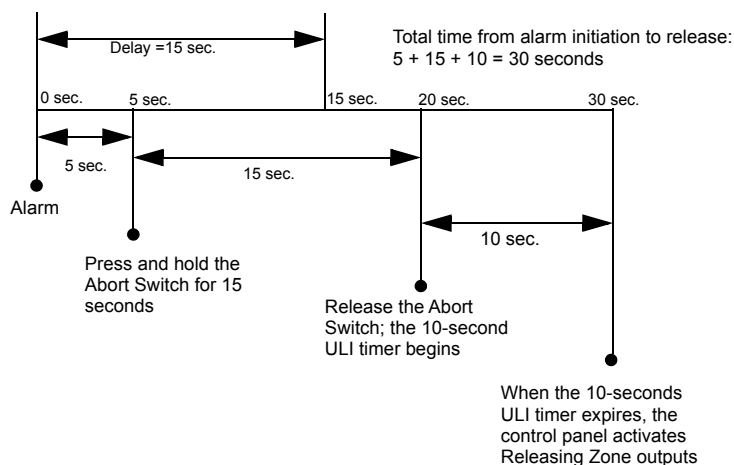 Delay =15 sec.
Total time from alarm initiation to release:
5 + 15 + 10 = 30 seconds
0 sec.
5 sec.
15 sec.
20 sec.
30 sec.
5 sec.
15 sec.
Alarm
10 sec.
Press and hold the
Abort Switch for 15
seconds
Release the Abort
Switch; the 10-second
ULI timer begins
When the 10-seconds
ULI timer expires, the
control panel activates
Releasing Zone outputs